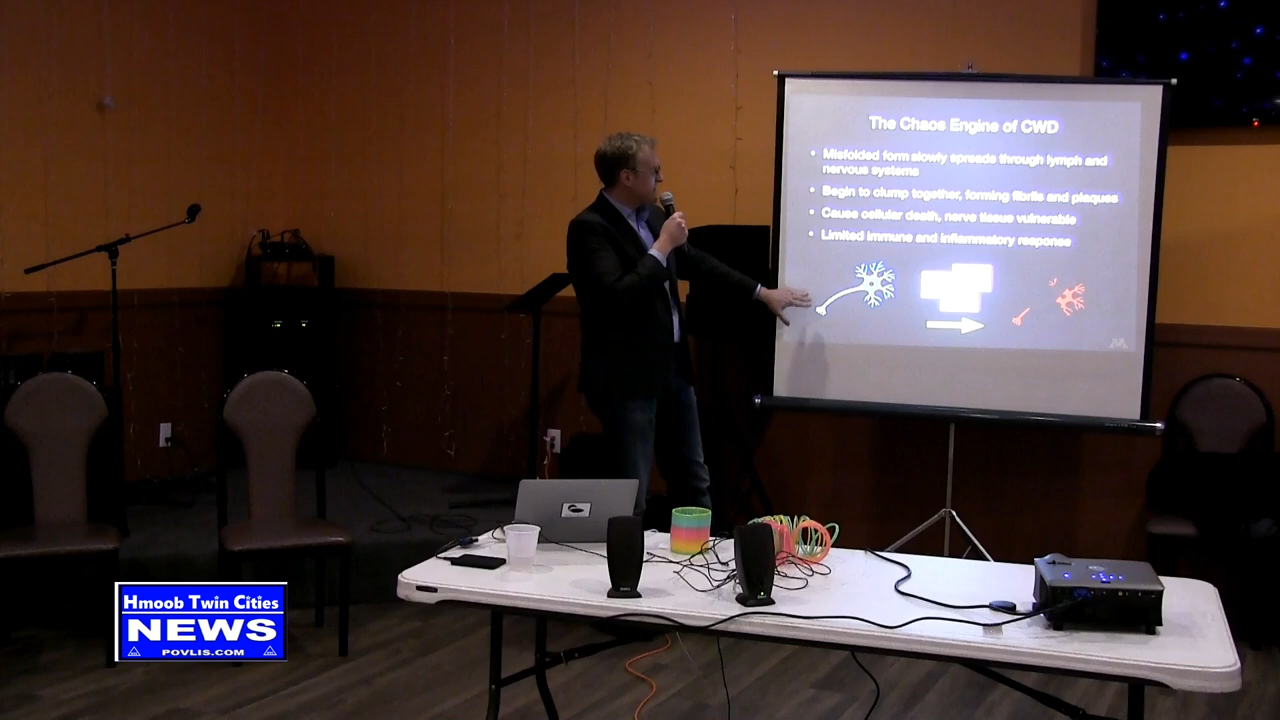 The Chaos Engine of CWD
• Misfolded form slowly spreads through lymph and
nervous systems
• Begin to clump together, forming fibrils and plaques
• Cause cellular death, nerve tissue vulnerable
• Limited immune and inflammatory response
M
Hmoob Twin Cities
NEWS
POVLIS.COM